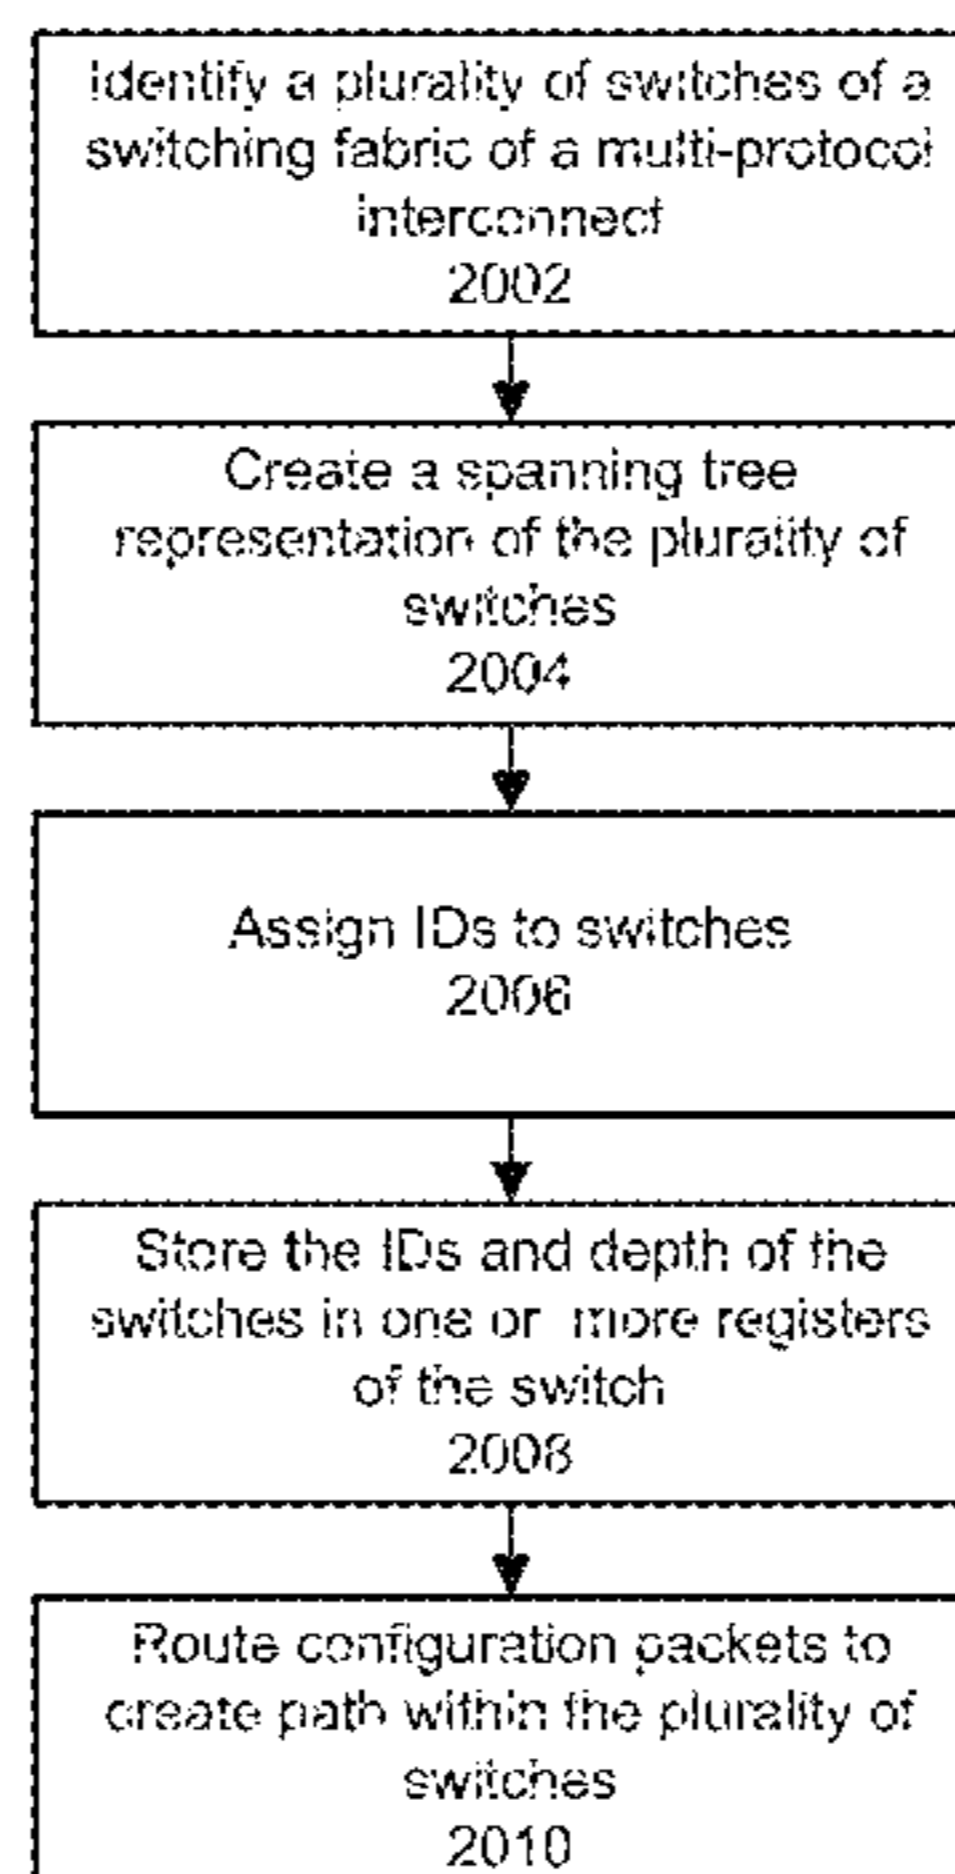 Identify a plurality of switches of a
switching fabric of a multi-protocol
interconnect
2002
Create a spanning tree
representation of the plurality of
switches
2004
Assign IDs to switches
2006
Store the IDs and depth of the
switches in one or more registers
of the switch
2008
Route configuration packets to
create path within the plurality of
switches
2010